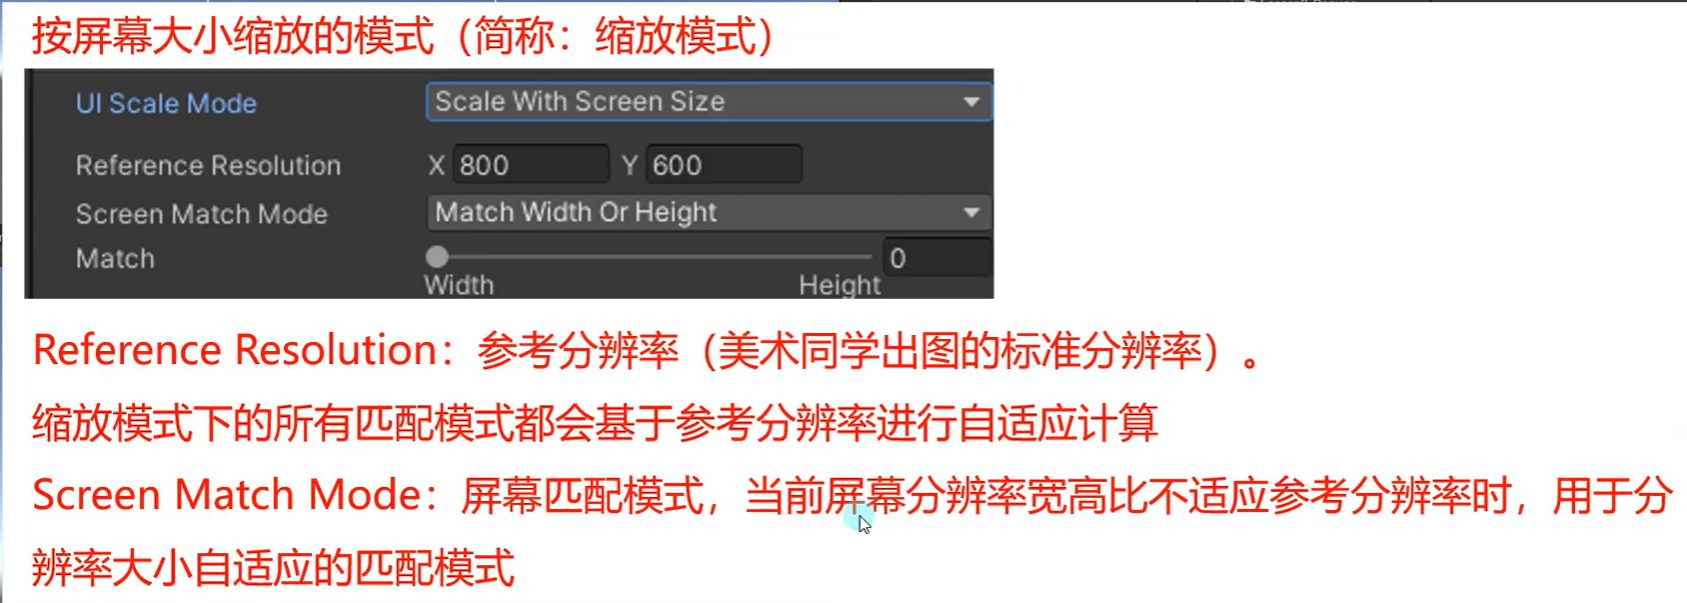 按屏幕大小缩放的模式（简称：缩放模式）
UI Scale Mode Scale With Screen Size
Reference Resolution X 800 Y 600
Screen Match Mode Match Width Or Height
Match 0
Width Height
Reference Resolution：参考分辨率（美术同学出图的标准分辨率）。
缩放模式下的所有匹配模式都会基于参考分辨率进行自适应计算
Screen Match Mode：屏幕匹配模式，当前屏幕分辨率宽高比不适应参考分辨率时，用于分
辨率大小自适应的匹配模式